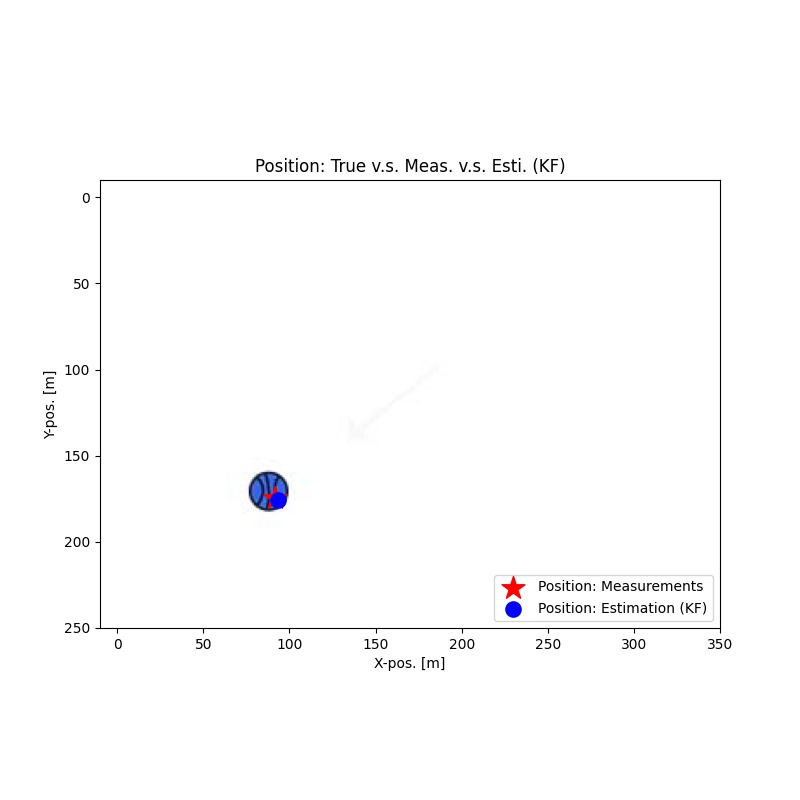 Position: True v.s. Meas. v.s. Esti. (KF)
0
50
100
150
200
250
Y-pos. [m]
0 50 100 150 200 250 300 350
X-pos. [m]
Position: Measurements
Position: Estimation (KF)